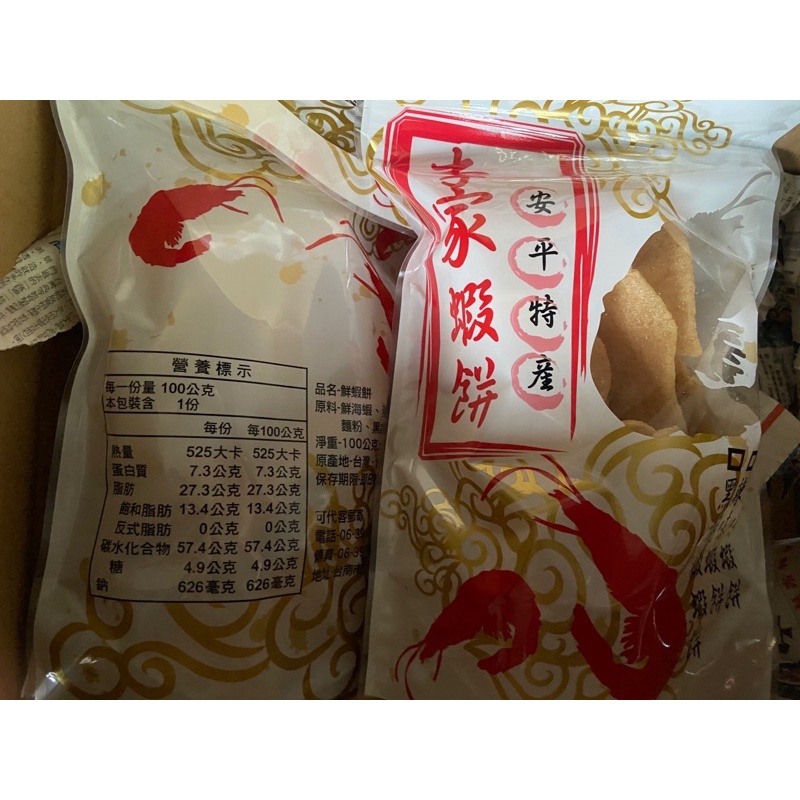 營養標示
每一份量 100公克
本包裝含 1份
每份 每100公克
熱量 525大卡 525大卡
蛋白質 7.3公克 7.3公克
脂肪 27.3公克 27.3公克
飽和脂肪 13.4公克 13.4公克
反式脂肪 0公克 0公克
碳水化合物 57.4公克 57.4公克
糖 4.9公克 4.9公克
鈉 626毫克 626毫克
品名-鮮蝦餅
原料-鮮海蝦、
麵粉、黑
淨重-100公克
原產地-台灣
保存期限-
可代客郵寄
電話-06-39
傳真-06-39
地址:台南市
蝦餅
安平特產